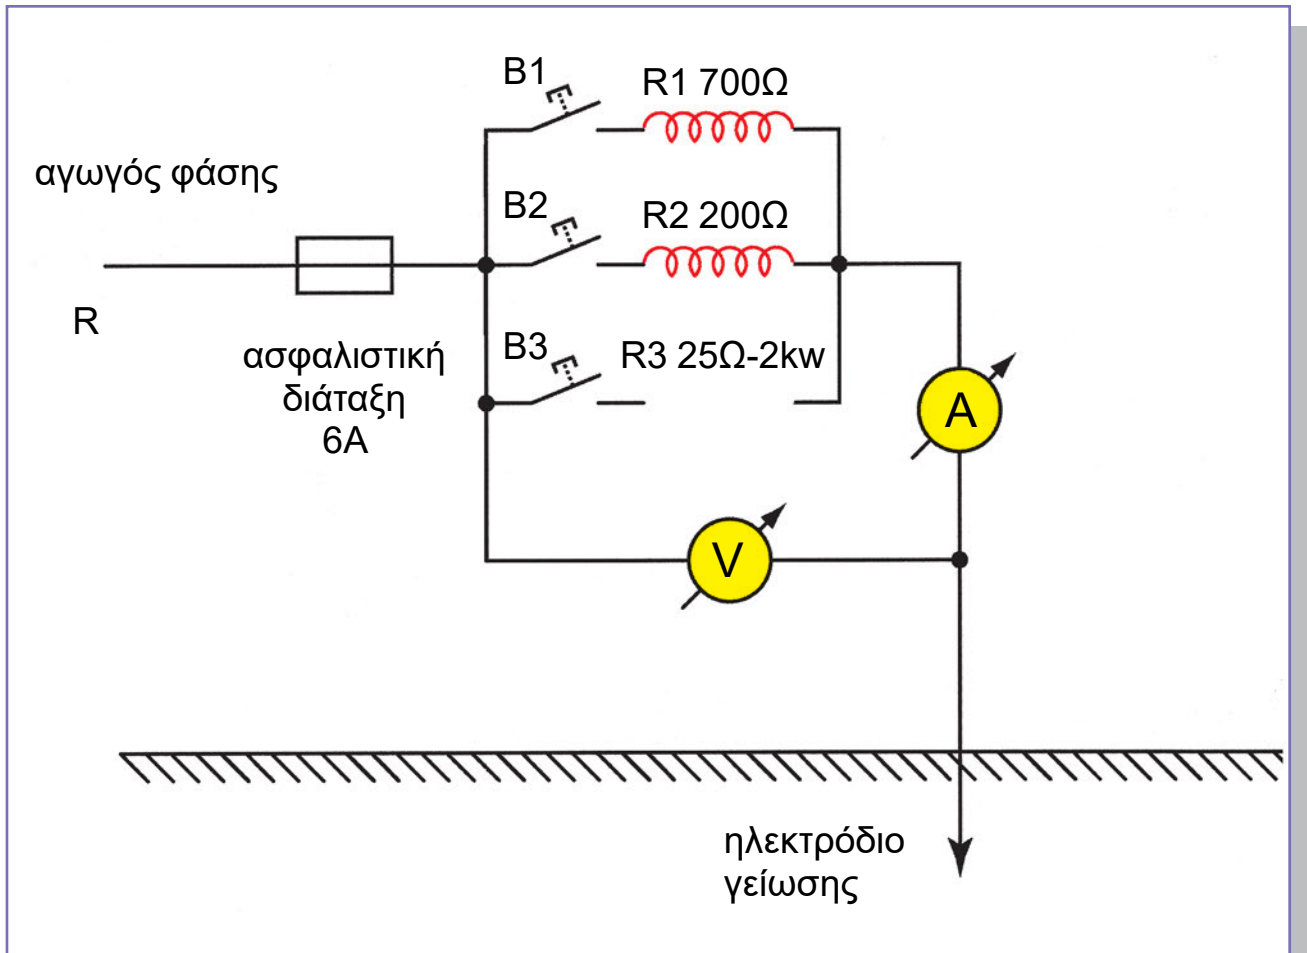 B1
R1 700Ω
αγωγός φάσης
B2
R2 200Ω
R
ασφαλιστική
διάταξη
6A
B3
R3 25Ω-2kw
A
V
ηλεκτρόδιο
γείωσης